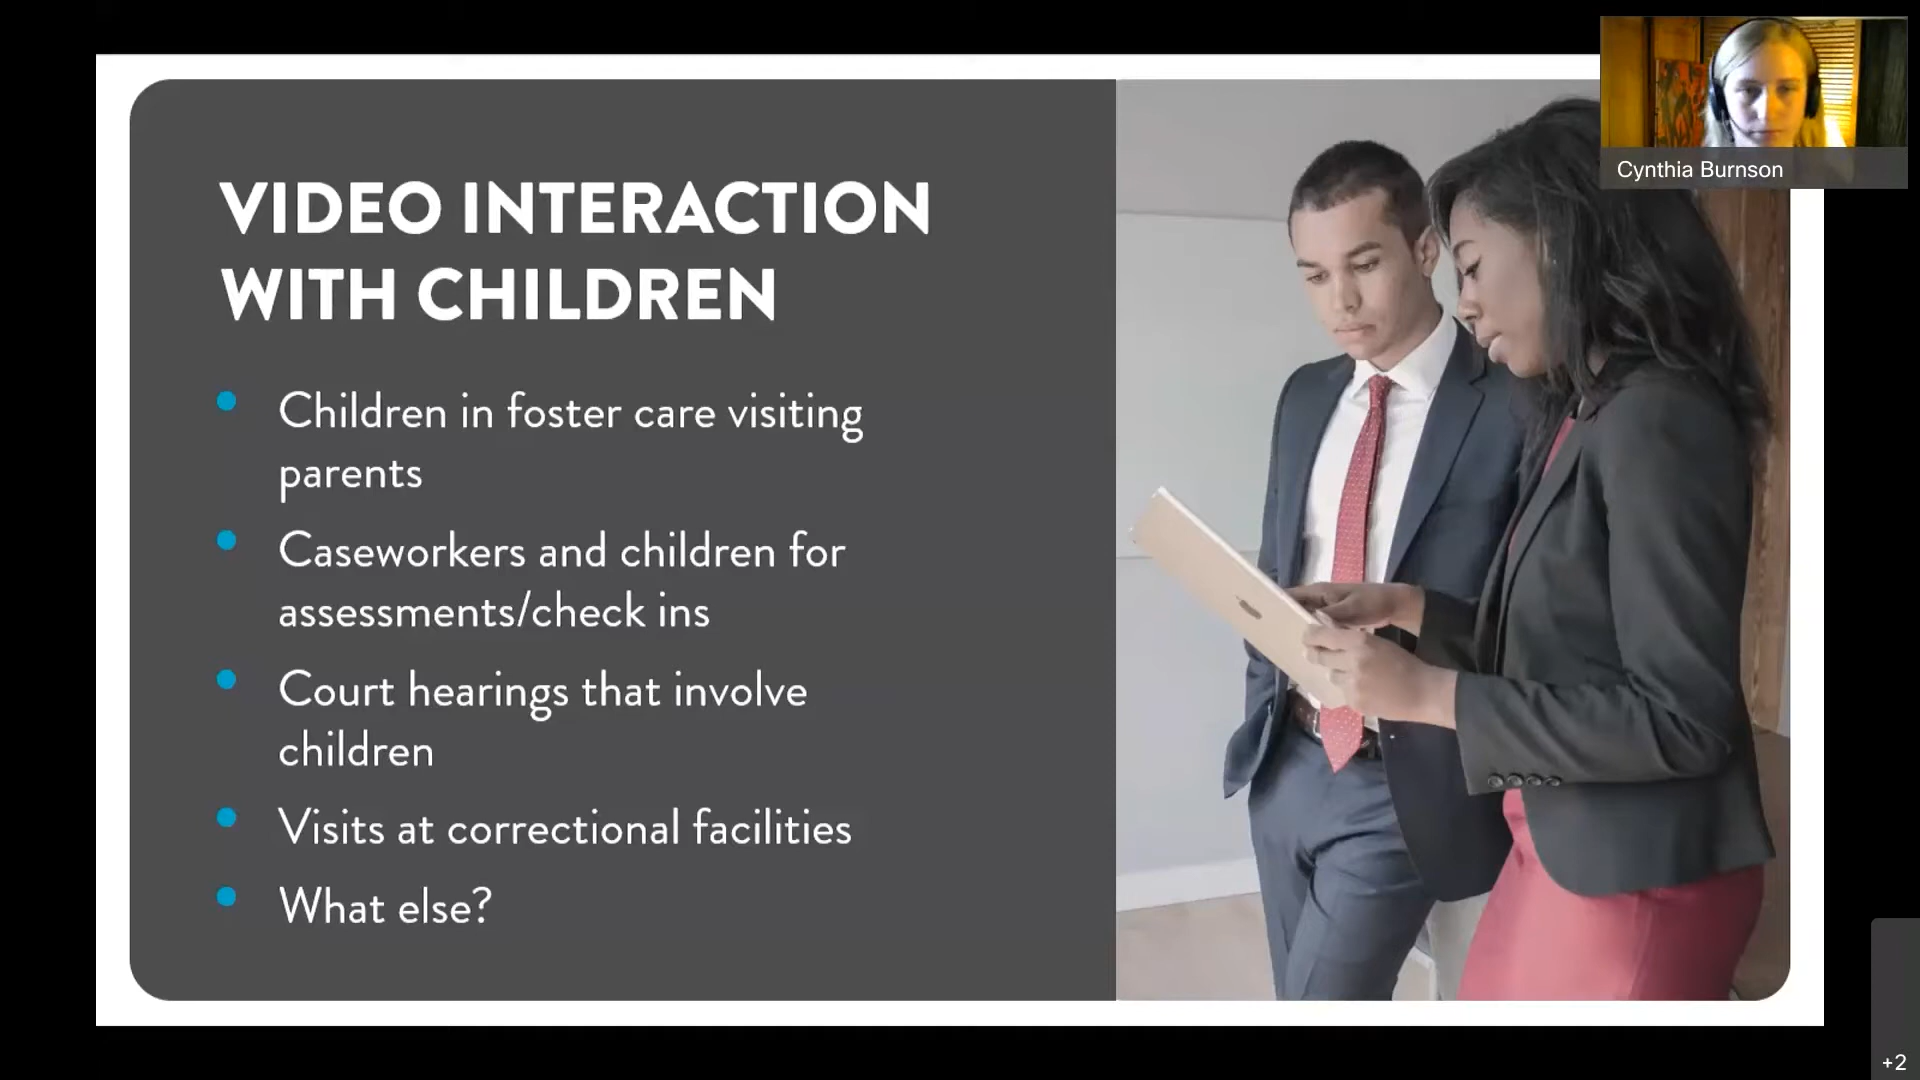 VIDEO INTERACTION
WITH CHILDREN
Children in foster care visiting
parents
Caseworkers and children for
assessments/check ins
Court hearings that involve
children
Visits at correctional facilities
What else?
Cynthia Burnson
+2